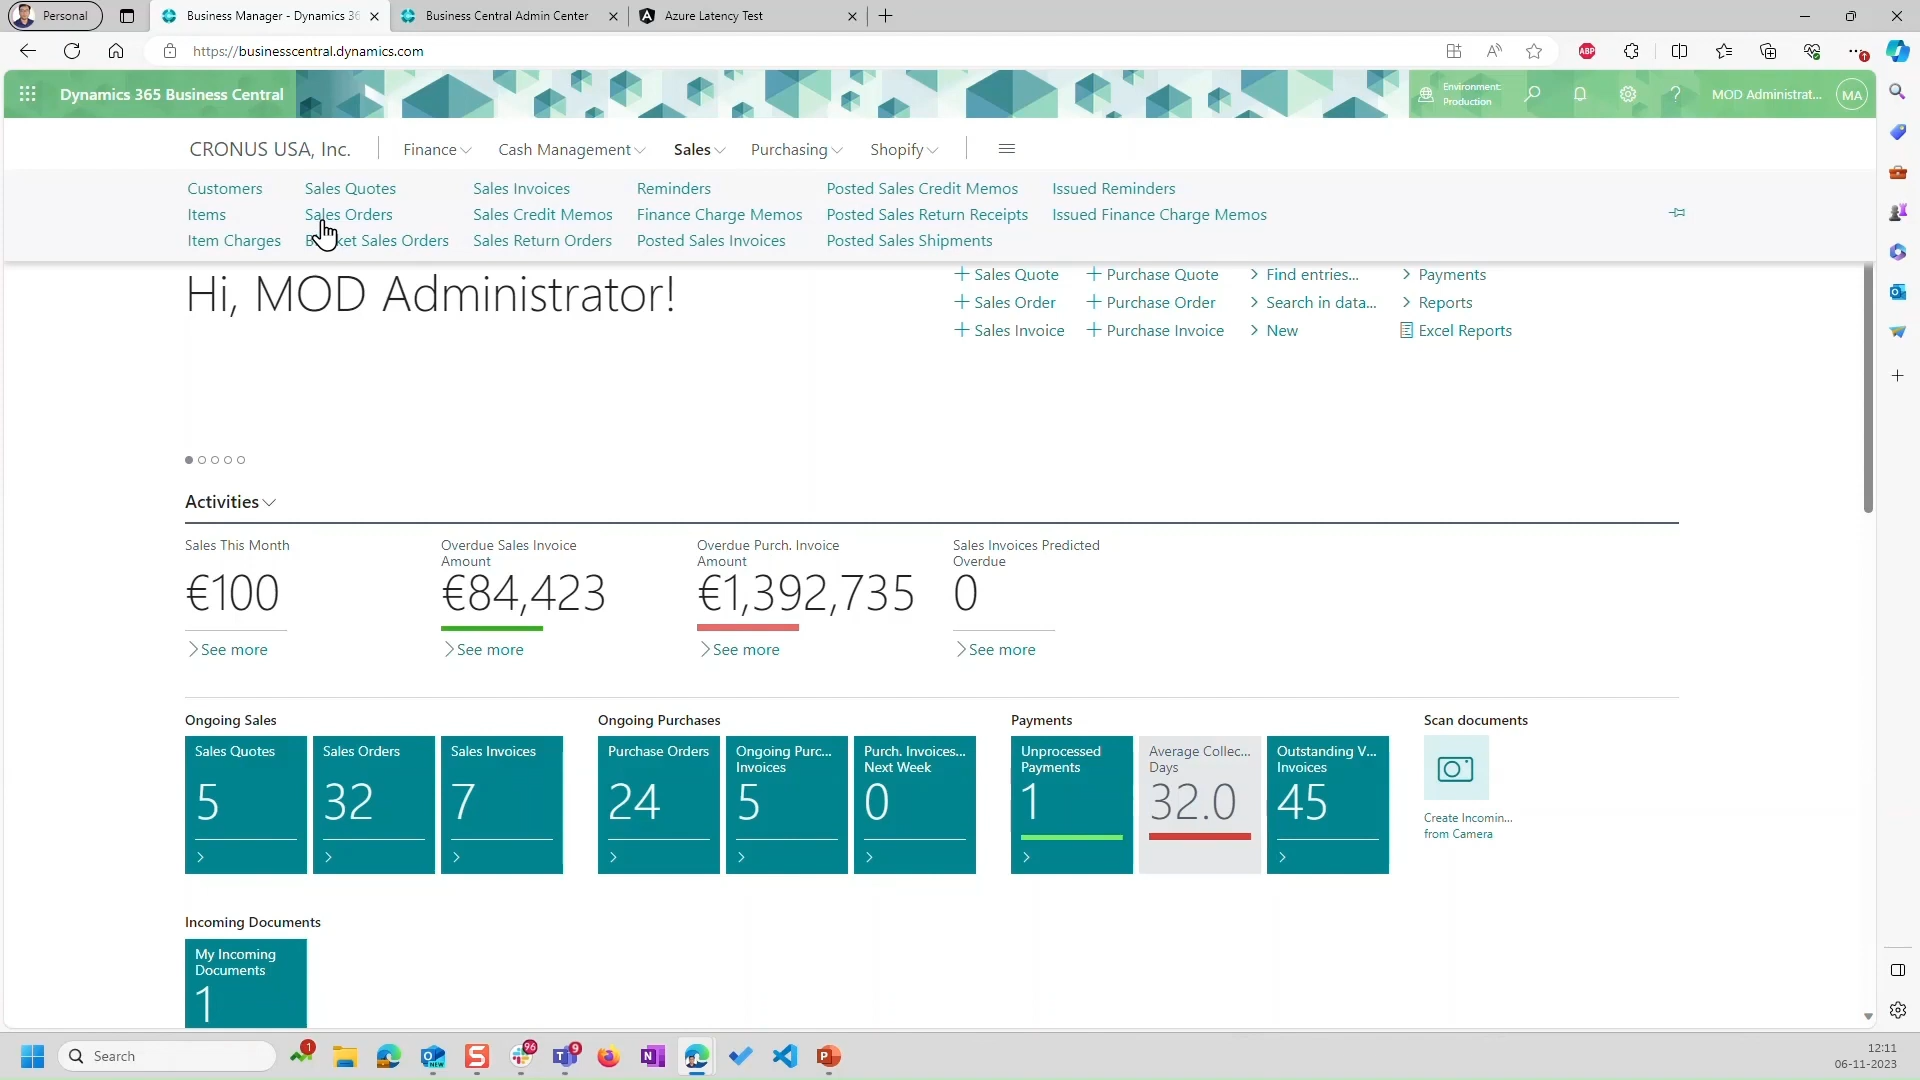 Personal
Business Manager - Dynamics 36
Business Central Admin Center
Azure Latency Test
https://businesscentral.dynamics.com
ABP
Dynamics 365 Business Central
Environment:
Production
MOD Administrat...
MA
CRONUS USA, Inc.
Finance
Cash Management
Sales
Purchasing
Shopify
Customers
Sales Quotes
Sales Invoices
Reminders
Posted Sales Credit Memos
Issued Reminders
Items
Sales Orders
Sales Credit Memos
Finance Charge Memos
Posted Sales Return Receipts
Issued Finance Charge Memos
Item Charges
Sales Orders
Sales Return Orders
Posted Sales Invoices
Posted Sales Shipments
Hi, MOD Administrator!
+ Sales Quote
+ Purchase Quote
> Find entries...
> Payments
+ Sales Order
+ Purchase Order
> Search in data...
> Reports
+ Sales Invoice
+ Purchase Invoice
> New
Excel Reports
Activities
Sales This Month
€100
> See more
Overdue Sales Invoice
Amount
€84,423
> See more
Overdue Purch. Invoice
Amount
€1,392,735
> See more
Sales Invoices Predicted
Overdue
0
> See more
Ongoing Sales
Sales Quotes
5
Sales Orders
32
Sales Invoices
7
Ongoing Purchases
Purchase Orders
24
Ongoing Purc...
Invoices
5
Purch. Invoices...
Next Week
0
Payments
Unprocessed
Payments
1
Average Collec...
Days
32.0
Outstanding V...
Invoices
45
Scan documents
Create Incomin...
from Camera
Incoming Documents
My Incoming
Documents
1
Search
1
96
9
12:11
06-11-2023